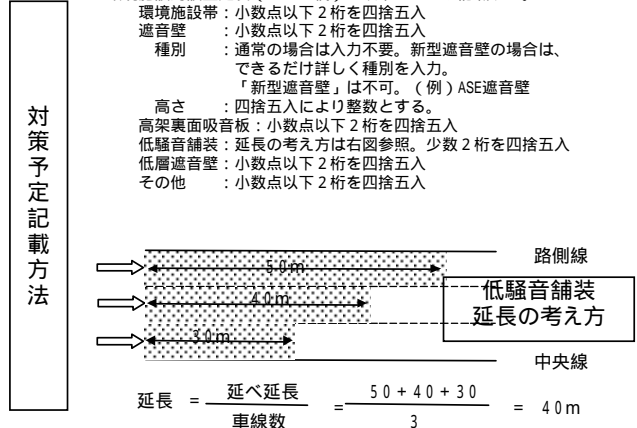 対策予定記載方法
環境施設帯：小数点以下２桁を四捨五入
遮音壁　　：小数点以下２桁を四捨五入
種別　　：通常の場合は入力不要。新型遮音壁の場合は、
できるだけ詳しく種別を入力。
「新型遮音壁」は不可。（例）ASE遮音壁
高さ　　：四捨五入により整数とする。
高架裏面吸音板：小数点以下２桁を四捨五入
低騒音舗装：延長の考え方は右図参照。少数２桁を四捨五入
低層遮音壁：小数点以下２桁を四捨五入
その他　　：小数点以下２桁を四捨五入
路側線
５０ｍ
低騒音舗装
延長の考え方
４０ｍ
３０ｍ
中央線
延長 ＝ 延べ延長 ＝ ５０＋４０＋３０ ＝ ４０ｍ
車線数 ３